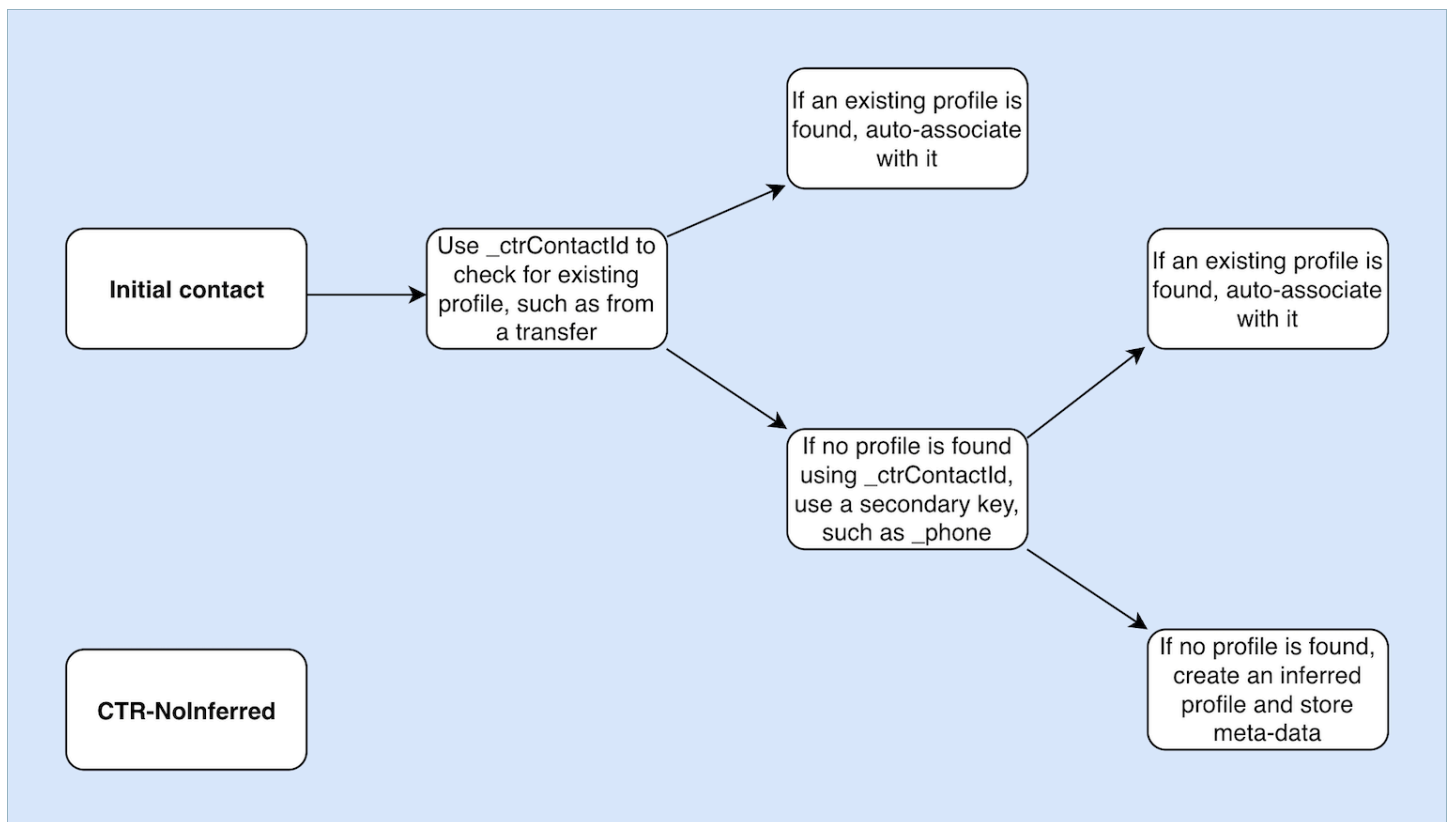 If an existing profile is
found, auto-associate
with it
Initial contact
Use _ctrContactId to
check for existing
profile, such as from
a transfer
If an existing profile is
found, auto-associate
with it
If no profile is found
using _ctrContactId,
use a secondary key,
such as _phone
CTR-NoInferred
If no profile is found,
create an inferred
profile and store
meta-data